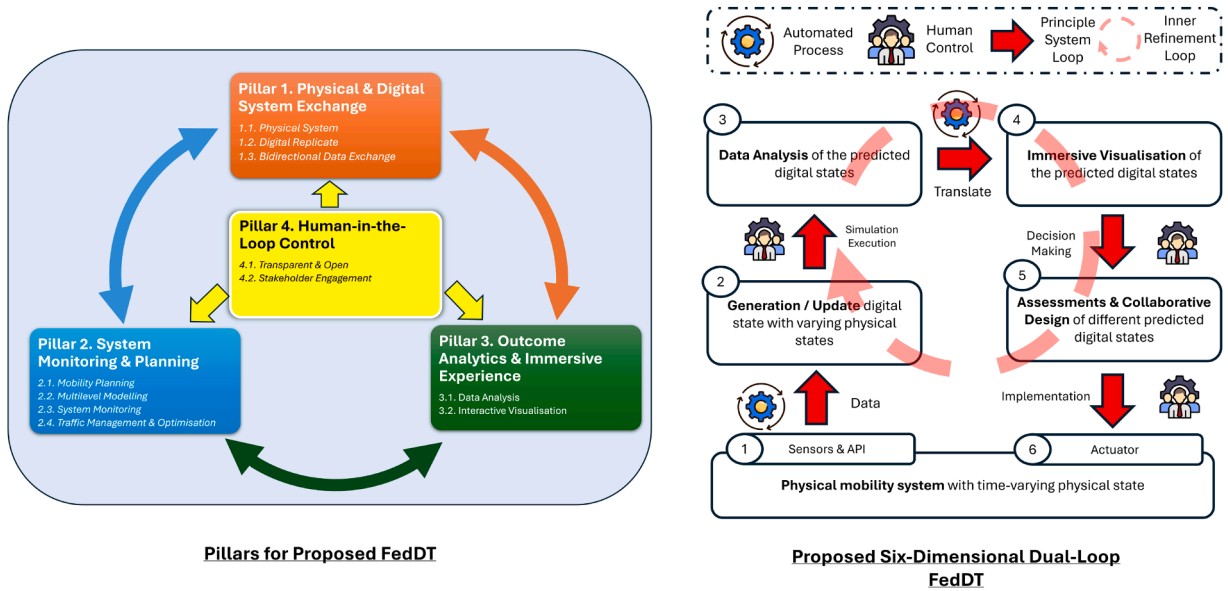 Pillar 1. Physical & Digital
System Exchange
1.1. Physical System
1.2. Digital Replicate
1.3. Bidirectional Data Exchange
Pillar 4. Human-in-the-
Loop Control
4.1. Transparent & Open
4.2. Stakeholder Engagement
Pillar 2. System
Monitoring & Planning
2.1. Mobility Planning
2.2. Multilevel Modelling
2.3. System Monitoring
2.4. Traffic Management & Optimisation
Pillar 3. Outcome
Analytics & Immersive
Experience
3.1. Data Analysis
3.2. Interactive Visualisation
Pillars for Proposed FedDT
Automated
Process
Human
Control
Principle
System
Loop
Inner
Refinement
Loop
3
Data Analysis of the predicted
digital states
Translate
4
Immersive Visualisation of
the predicted digital states
Simulation
Execution
Decision
Making
2
Generation / Update digital
state with varying physical
states
5
Assessments & Collaborative
Design of different predicted
digital states
Data
Implementation
1
Sensors & API
6
Actuator
Physical mobility system with time-varying physical state
Proposed Six-Dimensional Dual-Loop
FedDT